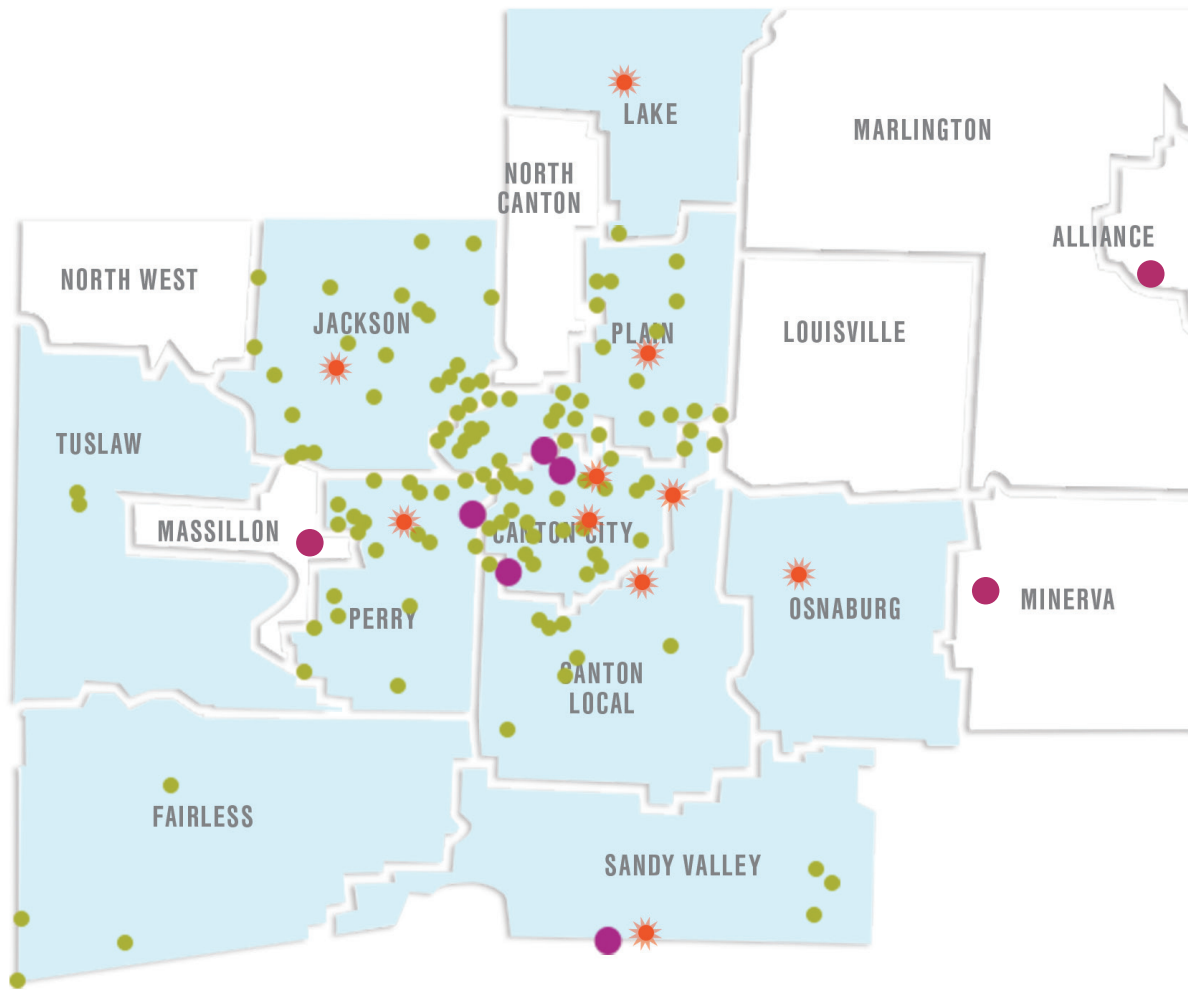 LAKE
MARLINGTON
NORTH
CANTON
ALLIANCE
NORTH WEST
JACKSON
PLAIN
LOUISVILLE
TUSLAW
MASSILLON
CANTON CITY
OSNABURG
MINERVA
PERRY
CANTON
LOCAL
FAIRLESS
SANDY VALLEY